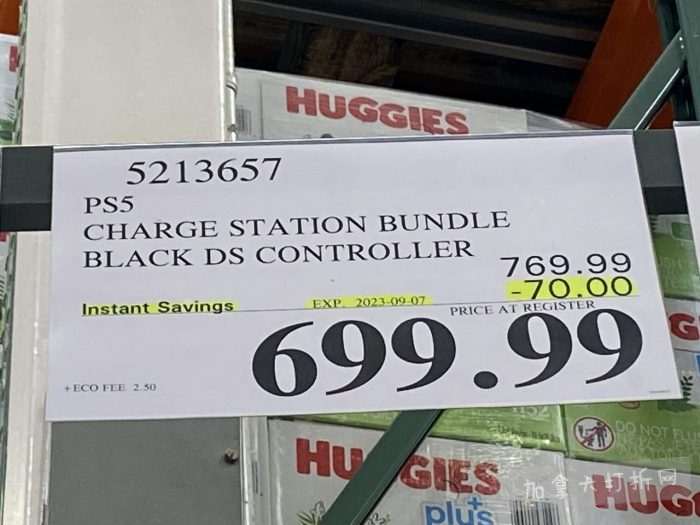 HUGGIES
5213657
PS5
CHARGE STATION BUNDLE
BLACK DS CONTROLLER
769.99
Instant Savings EXP. 2023-09-07 -70.00
PRICE AT REGISTER
699.99
+ECO FEE 2.50
DO NOT FLUSH
HUGGIES
plus+
HUGG
加拿大打折网